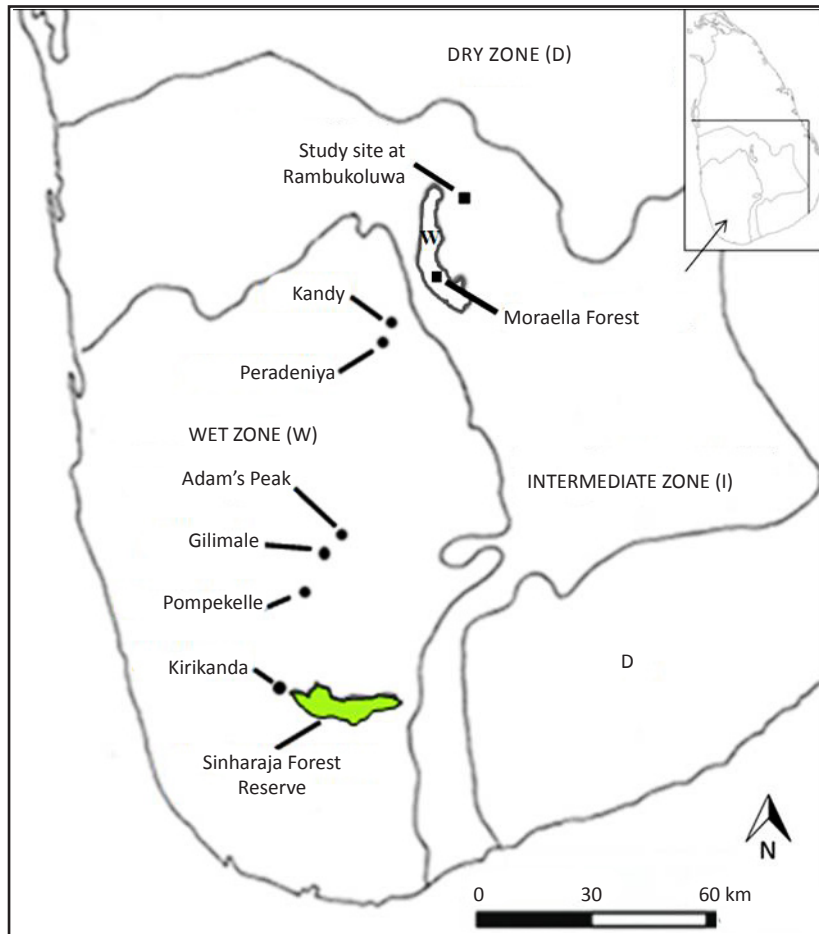 DRY ZONE (D)
Study site at
Rambukoluwa
W
Kandy
Moraella Forest
Peradeniya
WET ZONE (W)
Adam’s Peak
INTERMEDIATE ZONE (I)
Gilimale
Pompekelle
Kirikanda
D
Sinharaja Forest
Reserve
N
0 30 60 km